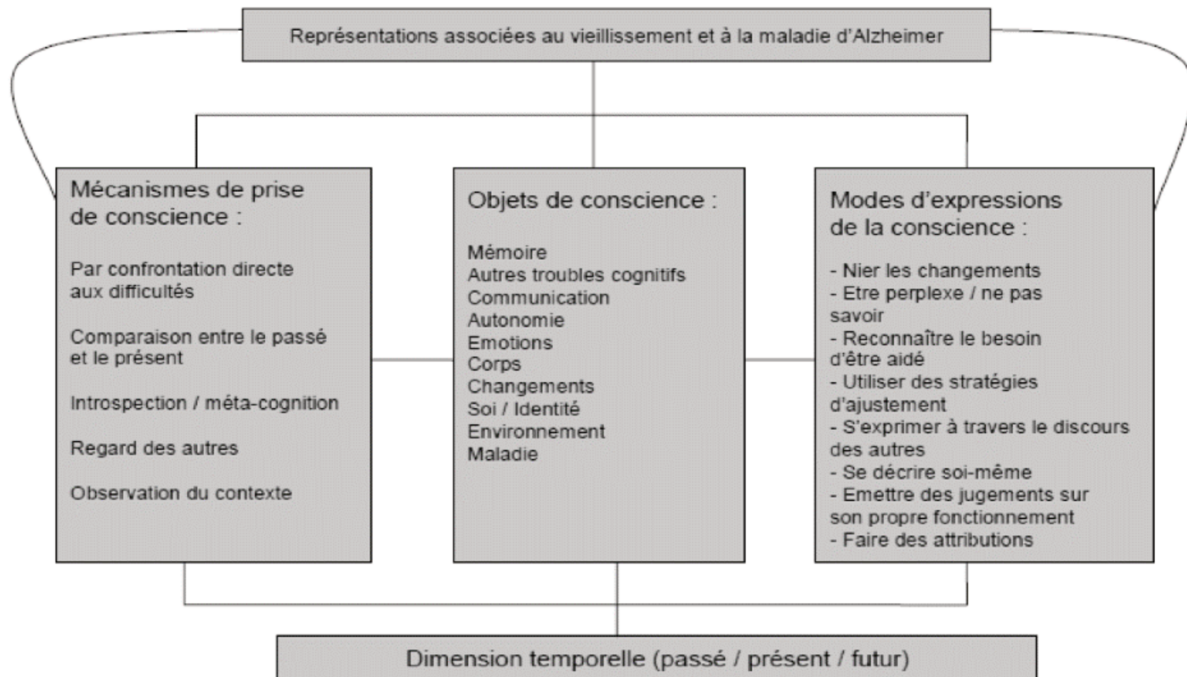 Représentations associées au vieillissement et à la maladie d'Alzheimer
Mécanismes de prise
de conscience :
Par confrontation directe
aux difficultés
Comparaison entre le passé
et le présent
Introspection / méta-cognition
Regard des autres
Observation du contexte
Objets de conscience :
Mémoire
Autres troubles cognitifs
Communication
Autonomie
Emotions
Corps
Changements
Soi / Identité
Environnement
Maladie
Modes d'expressions
de la conscience :
- Nier les changements
- Etre perplexe / ne pas
savoir
- Reconnaître le besoin
d'être aidé
- Utiliser des stratégies
d'ajustement
- S'exprimer à travers le discours
des autres
- Se décrire soi-même
- Emettre des jugements sur
son propre fonctionnement
- Faire des attributions
Dimension temporelle (passé / présent / futur)